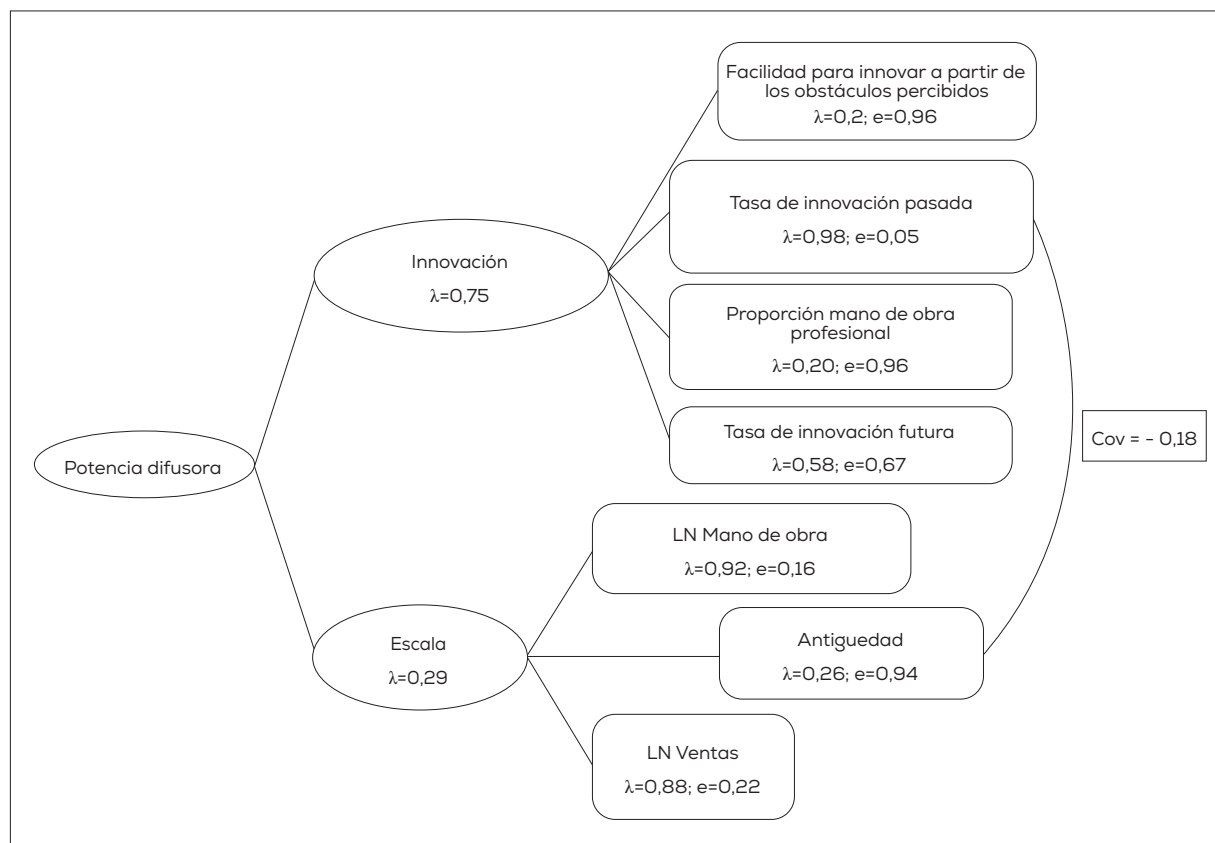 Facilidad para innovar a partir de
los obstáculos percibidos
λ=0,2; e=0,96
Tasa de innovación pasada
λ=0,98; e=0,05
Innovación
λ=0,75
Proporción mano de obra
profesional
λ=0,20; e=0,96
Tasa de innovación futura
λ=0,58; e=0,67
Cov = - 0,18
Potencia difusora
LN Mano de obra
λ=0,92; e=0,16
Escala
λ=0,29
Antiguedad
λ=0,26; e=0,94
LN Ventas
λ=0,88; e=0,22